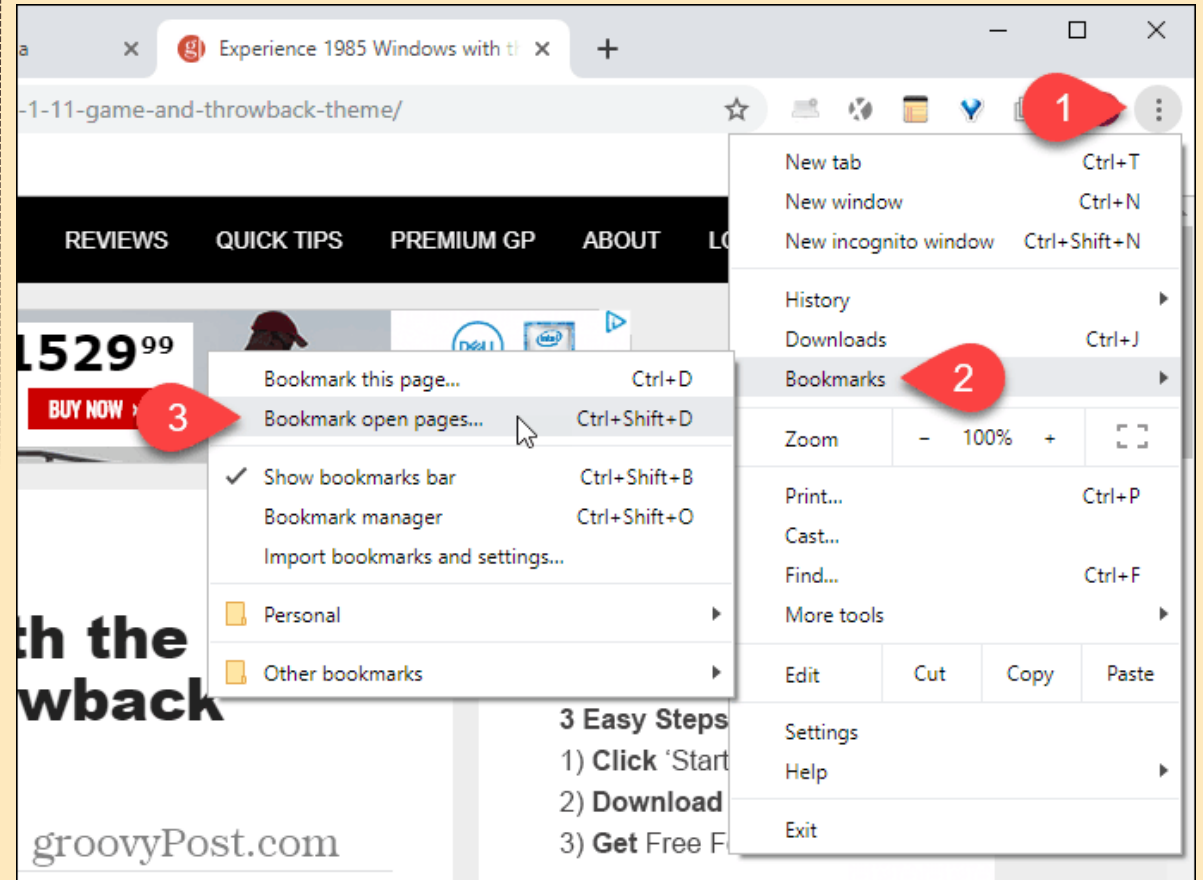 a
Experience 1985 Windows with th
-1-11-game-and-throwback-theme/
1
New tab Ctrl+T
New window Ctrl+N
New incognito window Ctrl+Shift+N
REVIEWS QUICK TIPS PREMIUM GP ABOUT LO
History
Downloads Ctrl+J
Bookmarks 2
Zoom - 100% +
Print... Ctrl+P
Cast...
Find... Ctrl+F
More tools
Edit Cut Copy Paste
Settings
Help
Exit
1529 99
DELL
intel
BUY NOW
3
Bookmark this page... Ctrl+D
Bookmark open pages... Ctrl+Shift+D
Show bookmarks bar Ctrl+Shift+B
Bookmark manager Ctrl+Shift+O
Import bookmarks and settings...
Personal
Other bookmarks
th the
wback
3 Easy Steps
1) Click ‘Start
2) Download
3) Get Free F
groovyPost.com